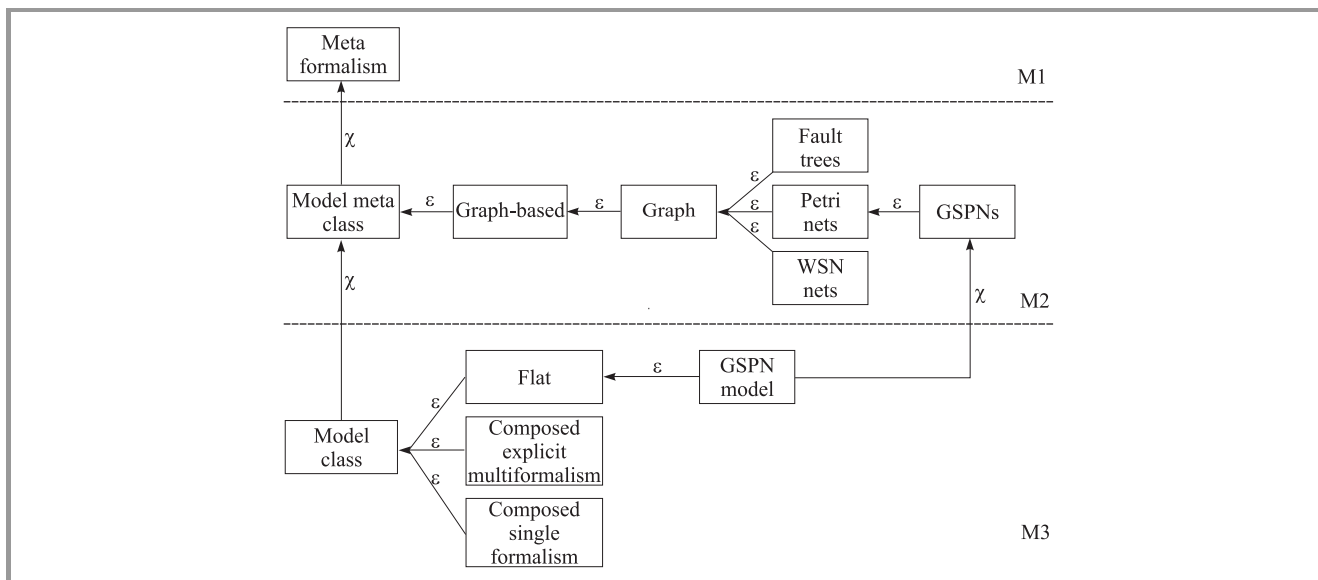 Meta
formalism
M1
χ
Fault
trees
ε
Model meta
class
ε
Graph-based
ε
Graph
ε
Petri
nets
ε
GSPNs
ε
WSN
nets
χ
χ
M2
Flat
ε
GSPN
model
ε
Model
class
ε
Composed
explicit
multiformalism
ε
Composed
single
formalism
M3